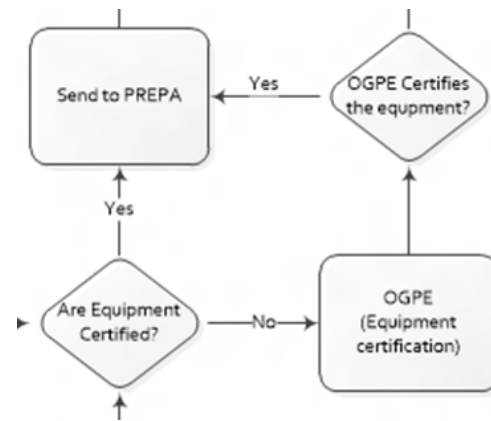 Send to PREPA
Yes
OGPE Certifies
the equpment?
Yes
Are Equipment
Certified?
No
OGPE
(Equipment
certification)